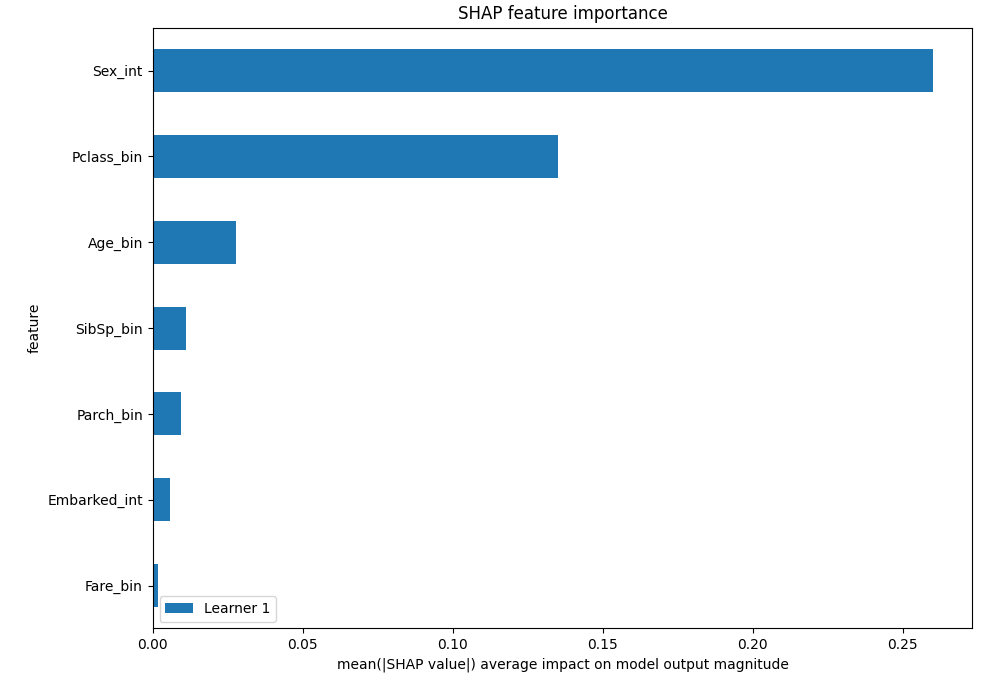 SHAP feature importance
Sex_int
Pclass_bin
Age_bin
SibSp_bin
feature
Parch_bin
Embarked_int
Fare_bin
Learner 1
0.00 0.05 0.10 0.15 0.20 0.25
mean(|SHAP value|) average impact on model output magnitude